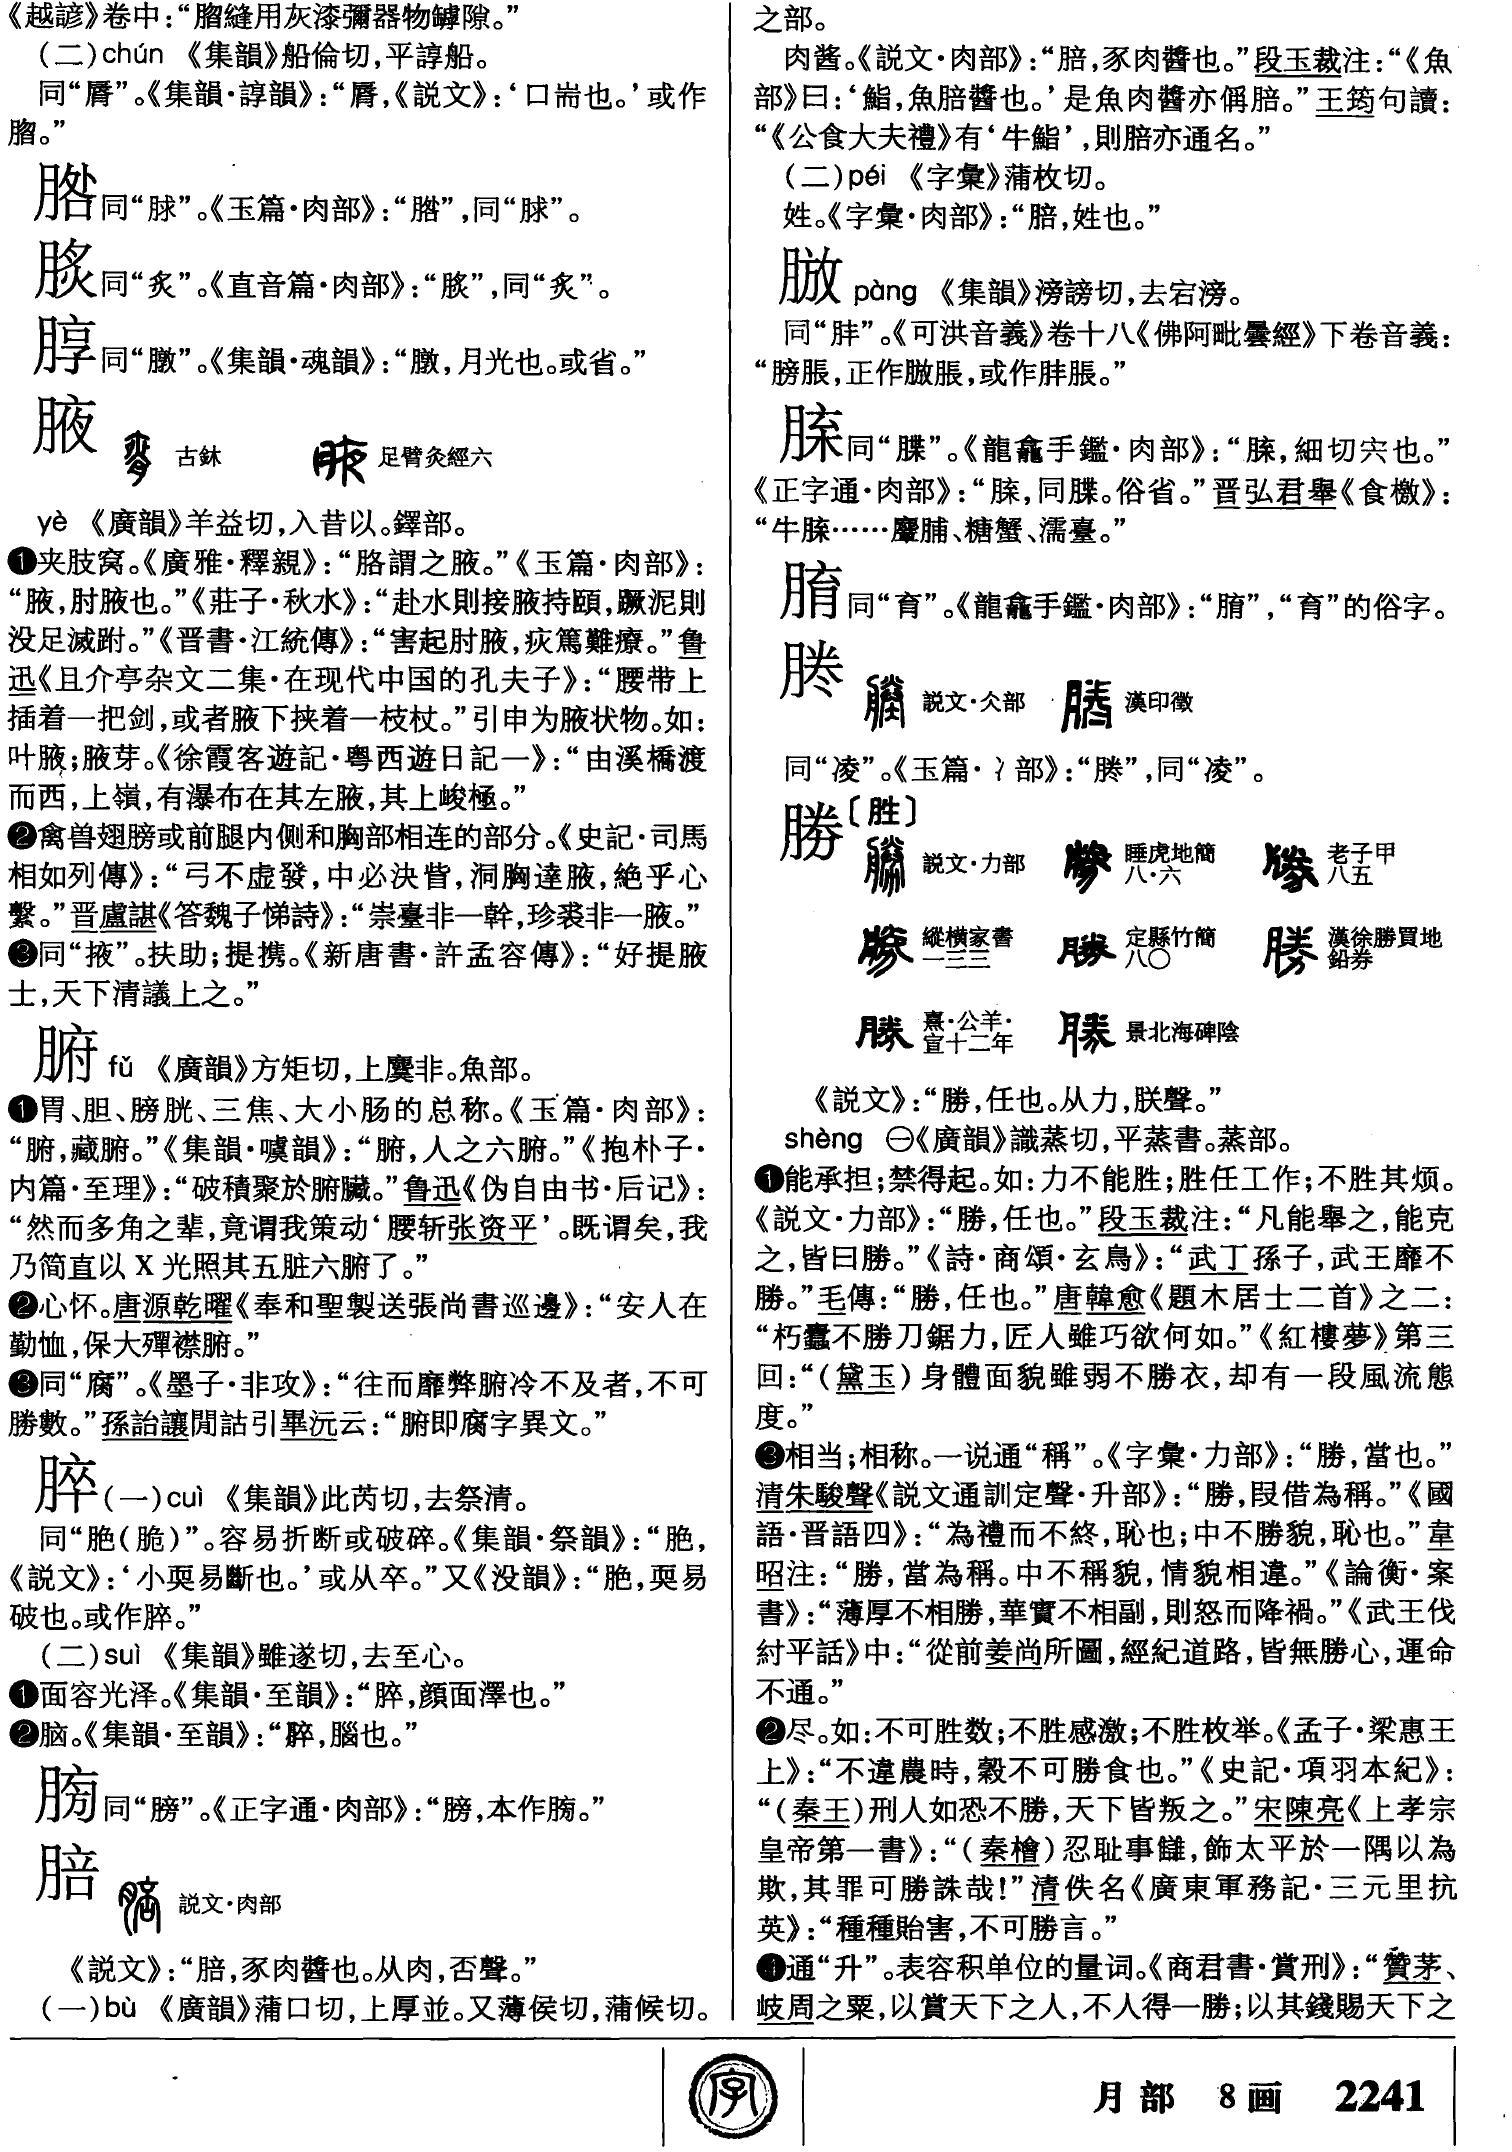 《越諺》卷中：“䐇縫用灰漆彌器物罅隙。”
(二)chún 《集韻》船倫切，平諄船。
同“脣”。《集韻·諄韻》：“脣，《説文》：‘口耑也。’或作
䐇。”
同“脙”。《玉篇·肉部》：“𦜬”，同“脙”。
同“炙”。《直音篇·肉部》：“𦜖”，同“炙”。
䐃同“暾”。《集韻·魂韻》：“暾，月光也。或省。”
腋
古鉥 足臂灸經六
yè 《廣韻》羊益切，入昔以。鐸部。
❶夹肢窝。《廣雅·釋親》：“胳謂之腋。”《玉篇·肉部》：
“腋，肘腋也。”《莊子·秋水》：“赴水則接腋持頤，蹶泥則
没足滅跗。”《晋書·江統傳》：“害起肘腋，疢篤難療。”鲁
迅《且介亭杂文二集·在现代中国的孔夫子》：“腰带上
插着一把剑，或者腋下挟着一枝杖。”引申为腋状物。如：
叶腋；腋芽。《徐霞客遊記·粤西遊日記一》：“由溪橋渡
而西，上嶺，有瀑布在其左腋，其上峻極。”
❷禽兽翅膀或前腿内侧和胸部相连的部分。《史記·司馬
相如列傳》：“弓不虚發，中必決眥，洞胸達腋，絶乎心
繫。”晋盧諶《答魏子悌詩》：“崇臺非一幹，珍裘非一腋。”
❸同“掖”。扶助；提携。《新唐書·許孟容傳》：“好提腋
士，天下清議上之。”
腑 fǔ 《廣韻》方矩切，上麌非。魚部。
❶胃、胆、膀胱、三焦、大小肠的总称。《玉篇·肉部》：
“腑，藏腑。”《集韻·噳韻》：“腑，人之六腑。”《抱朴子·
内篇·至理》：“破積聚於腑臟。”鲁迅《伪自由书·后记》：
“然而多角之辈，竟谓我策动‘腰斩张资平’。既谓矣，我
乃简直以 X 光照其五脏六腑了。”
❷心怀。唐源乾曜《奉和聖製送張尚書巡邊》：“安人在
勤恤，保大殫襟腑。”
❸同“腐”。《墨子·非攻》：“往而靡弊腑冷不及者，不可
勝數。”孫詒讓閒詁引畢沅云：“腑即腐字異文。”
脺(一)cuì 《集韻》此芮切，去祭清。
同“脃(脆)”。容易折断或破碎。《集韻·祭韻》：“脃，
《説文》：‘小耎易斷也。’或从卒。”又《没韻》：“脃，耎易
破也。或作脺。”
(二)suì 《集韻》雖遂切，去至心。
❶面容光泽。《集韻·至韻》：“脺，顔面澤也。”
❷脑。《集韻·至韻》：“脺，腦也。”
同“膀”。《正字通·肉部》：“膀，本作𦜍。”
䏽
説文·肉部
《説文》：“䏽，豕肉醬也。从肉，否聲。”
(一)bù 《廣韻》蒲口切，上厚並。又薄侯切，蒲候切。
之部。
肉酱。《説文·肉部》：“䏽，豕肉醬也。”段玉裁注：“《魚
部》曰：‘鮨，魚䏽醬也。’是魚肉醬亦偁䏽。”王筠句讀：
“《公食大夫禮》有‘牛鮨’，則䏽亦通名。”
(二)péi 《字彙》蒲枚切。
姓。《字彙·肉部》：“䏽，姓也。”
pàng 《集韻》滂謗切，去宕滂。
同“胖”。《可洪音義》卷十八《佛阿毗曇經》下卷音義：
“膀脹，正作𦜰脹，或作胖脹。”
同“䐑”。《龍龕手鑑·肉部》：“𦛨，細切宍也。”
《正字通·肉部》：“𦛨，同䐑。俗省。”晋弘君舉《食檄》：
“牛𦛨……麞脯、糖蟹、濡臺。”
同“育”。《龍龕手鑑·肉部》：“𦛔”，“育”的俗字。
䐄
説文·仌部 漢印徵
同“凌”。《玉篇·冫部》：“䐄”，同“凌”。
勝〔胜〕
説文·力部 睡虎地簡八·六 老子甲八五
縱横家書一三三 定縣竹簡八〇 漢徐勝買地鉛券
熹·公羊·宣十二年 景北海碑陰
《説文》：“勝，任也。从力，朕聲。”
shèng ㊀《廣韻》識蒸切，平蒸書。蒸部。
❶能承担；禁得起。如：力不能胜；胜任工作；不胜其烦。
《説文·力部》：“勝，任也。”段玉裁注：“凡能舉之，能克
之，皆曰勝。”《詩·商頌·玄鳥》：“武丁孫子，武王靡不
勝。”毛傳：“勝，任也。”唐韓愈《題木居士二首》之二：
“朽蠹不勝刀鋸力，匠人雖巧欲何如。”《紅樓夢》第三
回：“(黛玉)身體面貌雖弱不勝衣，却有一段風流態
度。”
❸相当；相称。一说通“稱”。《字彙·力部》：“勝，當也。”
清朱駿聲《説文通訓定聲·升部》：“勝，叚借為稱。”《國
語·晋語四》：“為禮而不終，恥也；中不勝貌，恥也。”韋
昭注：“勝，當為稱。中不稱貌，情貌相違。”《論衡·案
書》：“薄厚不相勝，華實不相副，則怒而降禍。”《武王伐
紂平話》中：“從前姜尚所圖，經紀道路，皆無勝心，運命
不通。”
❷尽。如：不可胜数；不胜感激；不胜枚举。《孟子·梁惠王
上》：“不違農時，穀不可勝食也。”《史記·項羽本紀》：
“(秦王)刑人如恐不勝，天下皆叛之。”宋陳亮《上孝宗
皇帝第一書》：“(秦檜)忍耻事讎，飾太平於一隅以為
欺，其罪可勝誅哉！”清佚名《廣東軍務記·三元里抗
英》：“種種貽害，不可勝言。”
❹通“升”。表容积单位的量词。《商君書·賞刑》：“贊茅、
岐周之粟，以賞天下之人，不人得一勝；以其錢賜天下之
字
月部 8画 2241